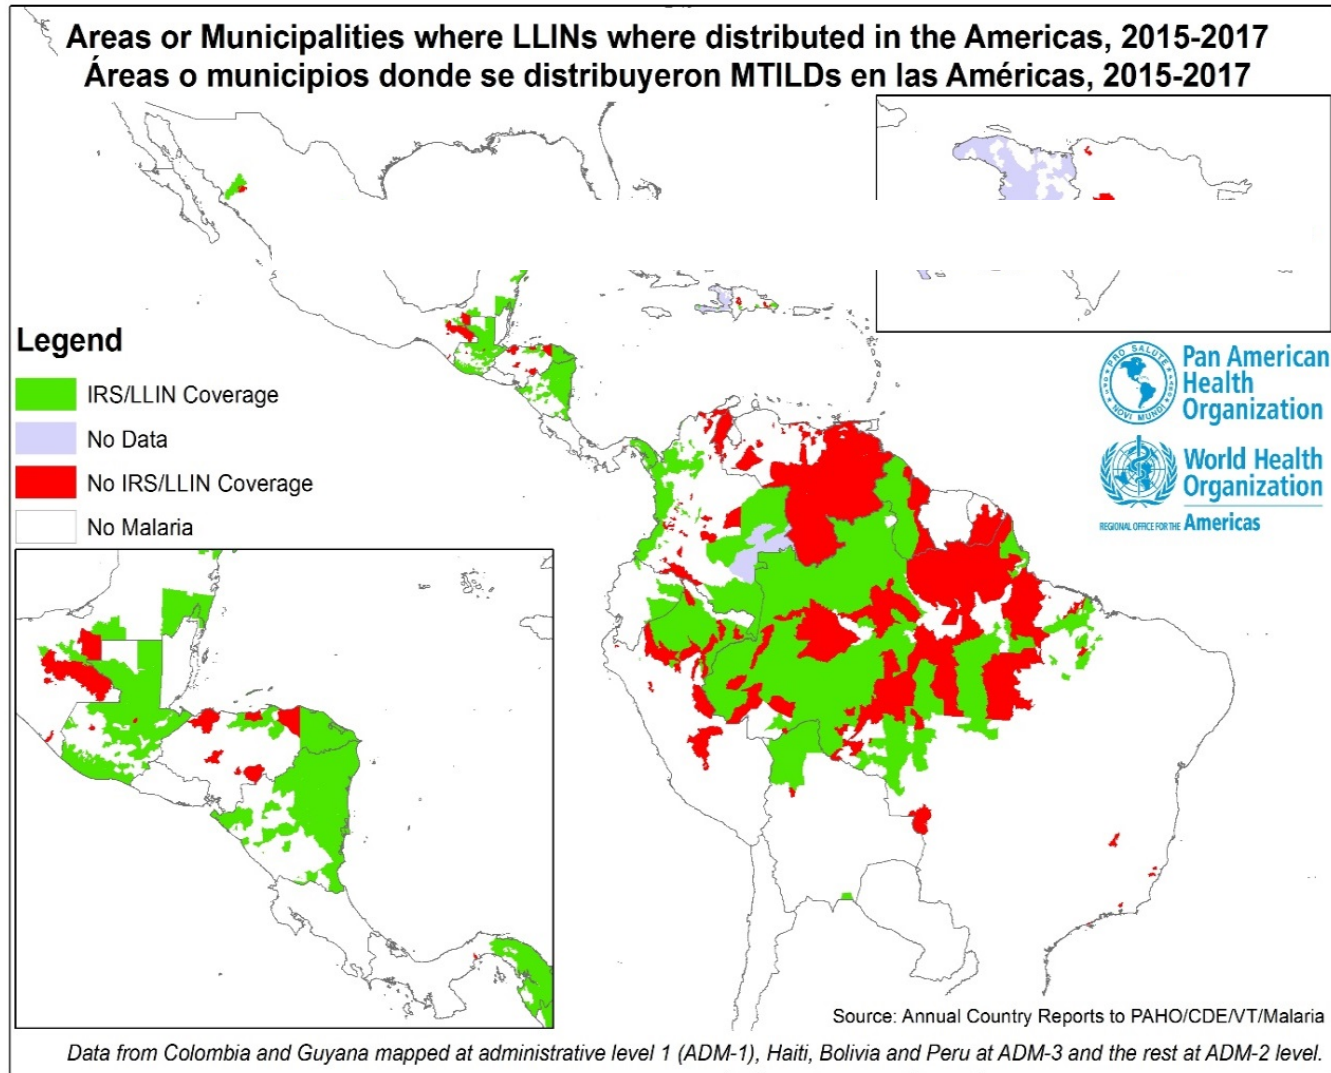 Areas or Municipalities where LLINs where distributed in the Americas, 2015-2017
Áreas o municipios donde se distribuyeron MTILDs en las Américas, 2015-2017
Legend
IRS/LLIN Coverage
No Data
No IRS/LLIN Coverage
No Malaria
PRO SALUTE
NOVI MUNDI
Pan American
Health
Organization
World Health
Organization
REGIONAL OFFICE FOR THE Americas
Source: Annual Country Reports to PAHO/CDE/VT/Malaria
Data from Colombia and Guyana mapped at administrative level 1 (ADM-1), Haiti, Bolivia and Peru at ADM-3 and the rest at ADM-2 level.